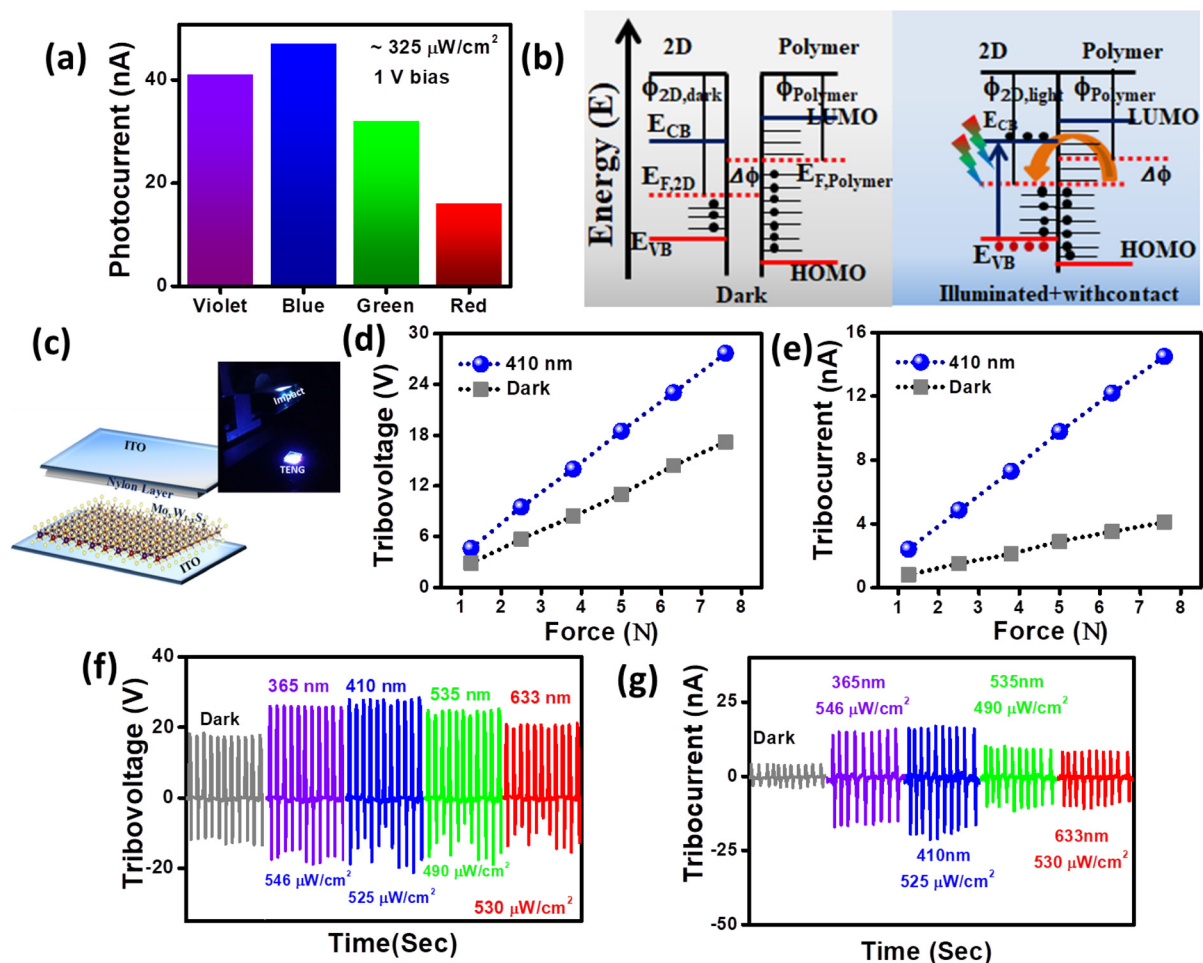 (a)
Photocurrent (nA)
40
20
0
~ 325 μW/cm²
1 V bias
Violet Blue Green Red
(b)
Energy (E)
2D Polymer
ϕ2D,dark ϕPolymer
LUMO
ECB
EF,2D Δϕ EF,Polymer
EVB
HOMO
Dark
2D Polymer
ϕ2D,light ϕPolymer
ECB LUMO
Δϕ
EVB HOMO
Illuminated+withcontact
(c)
ITO
Nylon Layer
MoxW1-xS2
ITO
Impact
TENG
(d)
Tribovoltage (V)
30
24
18
12
6
0
410 nm
Dark
1 2 3 4 5 6 7 8
Force (N)
(e)
Tribocurrent (nA)
16
12
8
4
0
410 nm
Dark
1 2 3 4 5 6 7 8
Force (N)
(f)
Tribovoltage (V)
40
20
0
-20
Dark
365 nm 410 nm 535 nm 633 nm
546 μW/cm²
525 μW/cm²
490 μW/cm²
530 μW/cm²
Time(Sec)
(g)
Tribocurrent (nA)
25
0
-25
-50
Dark
365nm
546 μW/cm²
535nm
490 μW/cm²
410nm
525 μW/cm²
633nm
530 μW/cm²
Time (Sec)